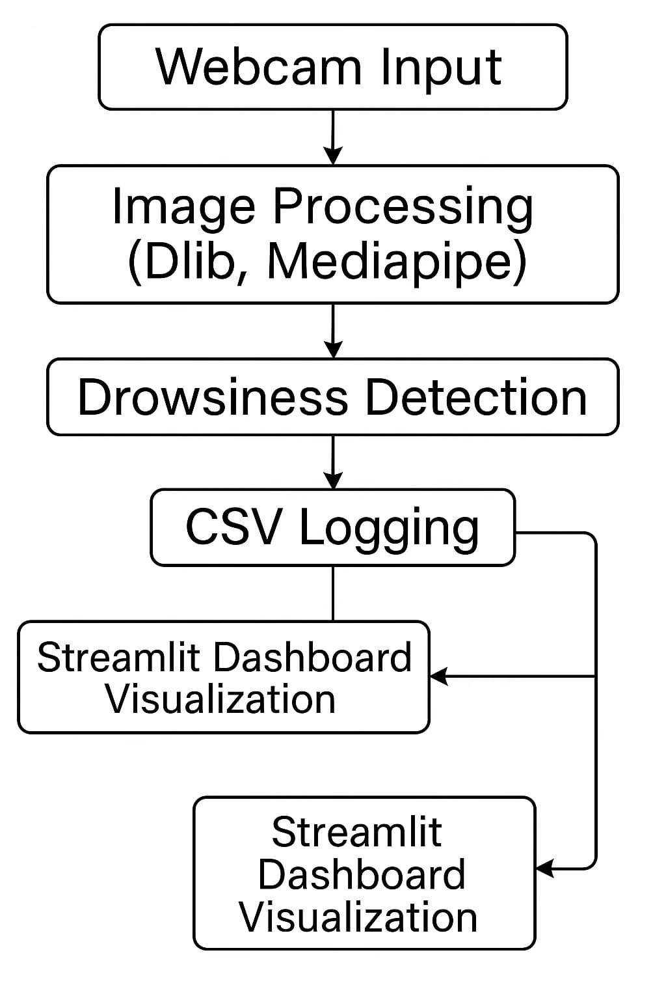 Webcam Input
Image Processing
(Dlib, Mediapipe)
Drowsiness Detection
CSV Logging
Streamlit Dashboard
Visualization
Streamlit
Dashboard
Visualization